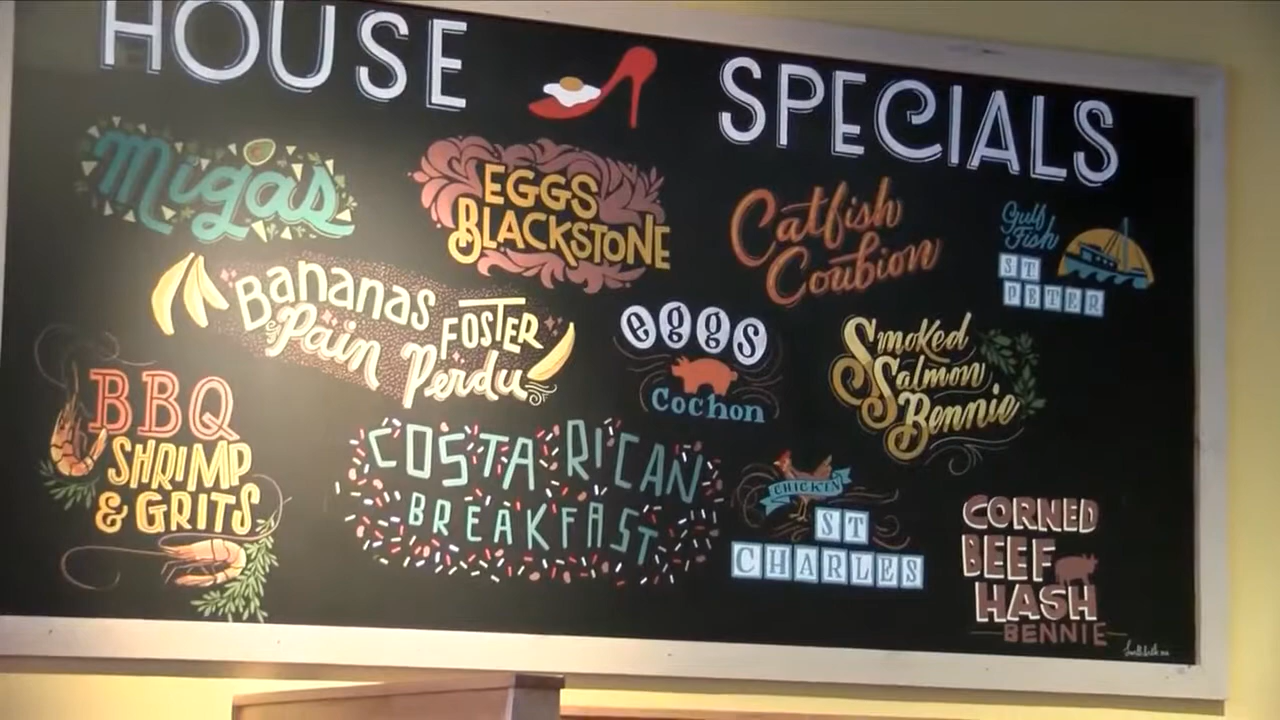 HOUSE SPECIALS
Migas
EGGS
BLACKSTONE
Catfish
Coubion
Gulf
Fish
ST
PETER
Bananas
FOSTER
Pain Perdu
eggs
Cochon
Smoked
Salmon
Bennie
BBQ
SHRIMP
& GRITS
COSTA RICAN
BREAKFAST
CHICKEN
ST
CHARLES
CORNED
BEEF
HASH
BENNIE